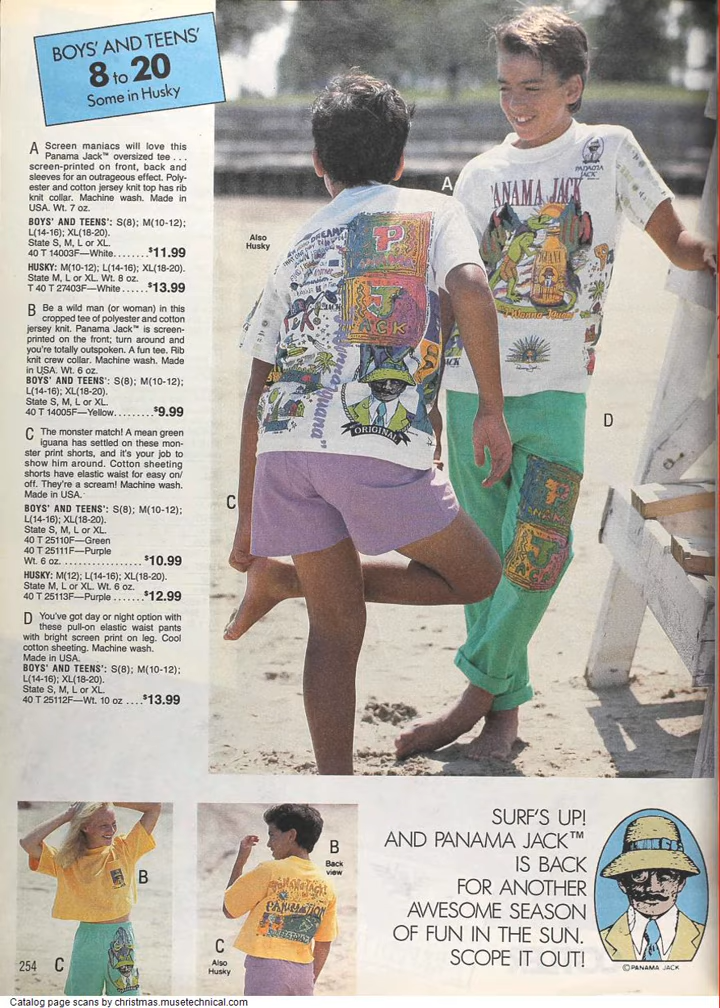 BOYS' AND TEENS'
8 to 20
Some in Husky
A Screen maniacs will love this
Panama Jack™ oversized tee . . .
screen-printed on front, back and
sleeves for an outrageous effect. Poly-
ester and cotton jersey knit top has rib
knit collar. Machine wash. Made in
USA. Wt. 7 oz.
BOYS' AND TEENS': S(8); M(10-12);
L(14-16); XL(18-20).
State S, M, L or XL.
40 T 14003F—White........$11.99
HUSKY: M(10-12); L(14-16); XL(18-20).
State M, L or XL. Wt. 8 oz.
T 40 T 27403F—White......$13.99
B Be a wild man (or woman) in this
cropped tee of polyester and cotton
jersey knit. Panama Jack™ is screen-
printed on the front; turn around and
you're totally outspoken. A fun tee. Rib
knit crew collar. Machine wash. Made
in USA. Wt. 6 oz.
BOYS' AND TEENS': S(8); M(10-12);
L(14-16); XL(18-20).
State S, M, L or XL.
40 T 14005F—Yellow.........$9.99
C The monster match! A mean green
iguana has settled on these mon-
ster print shorts, and it's your job to
show him around. Cotton sheeting
shorts have elastic waist for easy on/
off. They're a scream! Machine wash.
Made in USA.
BOYS' AND TEENS': S(8); M(10-12);
L(14-16); XL(18-20).
State S, M, L or XL.
40 T 25110F—Green
40 T 25111F—Purple
Wt. 6 oz. ..................$10.99
HUSKY: M(12); L(14-16); XL(18-20).
State M, L or XL. Wt. 6 oz.
40 T 25113F—Purple .......$12.99
D You've got day or night option with
these pull-on elastic waist pants
with bright screen print on leg. Cool
cotton sheeting. Machine wash.
Made in USA.
BOYS' AND TEENS': S(8); M(10-12);
L(14-16); XL(18-20).
State S, M, L or XL.
40 T 25112F—Wt. 10 oz ....$13.99
A
Also
Husky
C
D
PANAMA
JACK
PANAMA JACK
P
J
JACK
ORIGINAL
B
C
254
B
Back
view
C
Also
Husky
SURF'S UP!
AND PANAMA JACK™
IS BACK
FOR ANOTHER
AWESOME SEASON
OF FUN IN THE SUN.
SCOPE IT OUT!
©PANAMA JACK
Catalog page scans by christmas.musetechnical.com